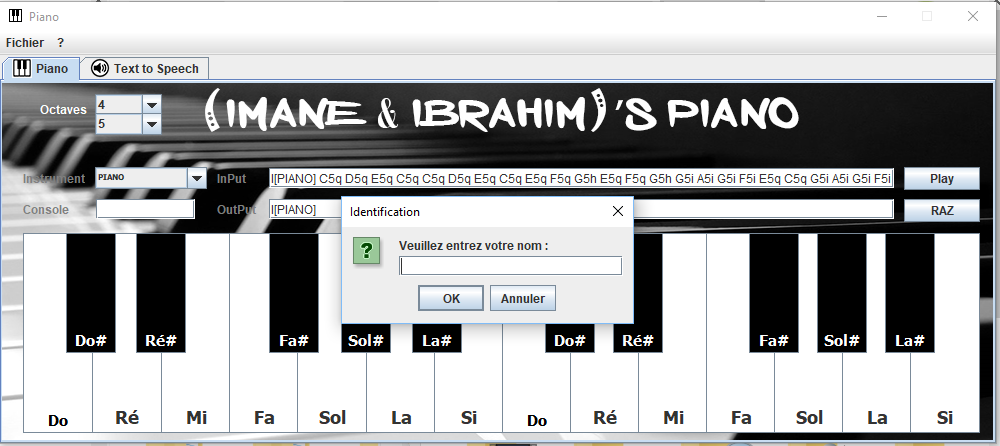 Piano
Fichier ?
Piano Text to Speech
Octaves 4
5
(IMANE & IBRAHIM)'S PIANO
Instrument PIANO InPut I[PIANO] C5q D5q E5q C5q C5q D5q E5q C5q E5q F5q G5h E5q F5q G5h G5i A5i G5i F5i E5q C5q G5i A5i G5i F5i Play
Console OutPut I[PIANO] RAZ
Identification
?
Veuillez entrez votre nom :
OK Annuler
Do# Ré# Fa# Sol# La# Do# Ré# Fa# Sol# La#
Do Ré Mi Fa Sol La Si Do Ré Mi Fa Sol La Si